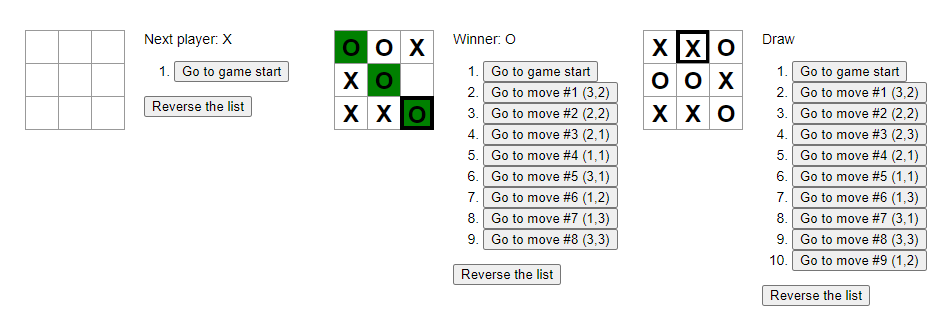 Next player: X
1. Go to game start
Reverse the list
O O X
X O
X X O
Winner: O
1. Go to game start
2. Go to move #1 (3,2)
3. Go to move #2 (2,2)
4. Go to move #3 (2,1)
5. Go to move #4 (1,1)
6. Go to move #5 (3,1)
7. Go to move #6 (1,2)
8. Go to move #7 (1,3)
9. Go to move #8 (3,3)
Reverse the list
X X O
O O X
X X O
Draw
1. Go to game start
2. Go to move #1 (3,2)
3. Go to move #2 (2,2)
4. Go to move #3 (2,3)
5. Go to move #4 (2,1)
6. Go to move #5 (1,1)
7. Go to move #6 (1,3)
8. Go to move #7 (3,1)
9. Go to move #8 (3,3)
10. Go to move #9 (1,2)
Reverse the list